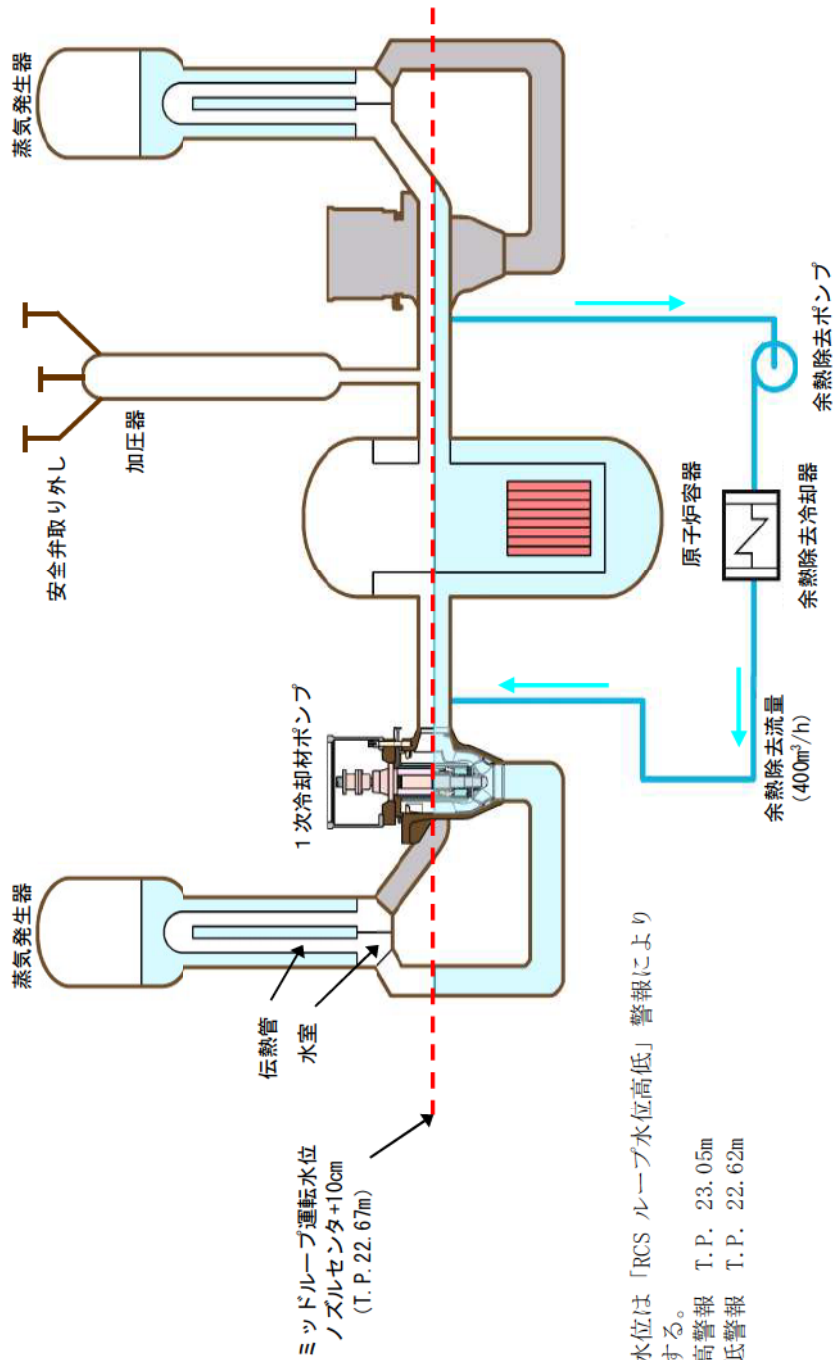 蒸気発生器
安全弁取り外し
加圧器
蒸気発生器
1次冷却材ポンプ
伝熱管
水室
ミッドループ運転水位
ノズルセンタ+10cm
(T.P.22.67m)
原子炉容器
余熱除去冷却器
余熱除去ポンプ
余熱除去流量
(400m³/h)
水位は「RCS ループ水位高低」警報により
する。
高警報 T.P. 23.05m
低警報 T.P. 22.62m